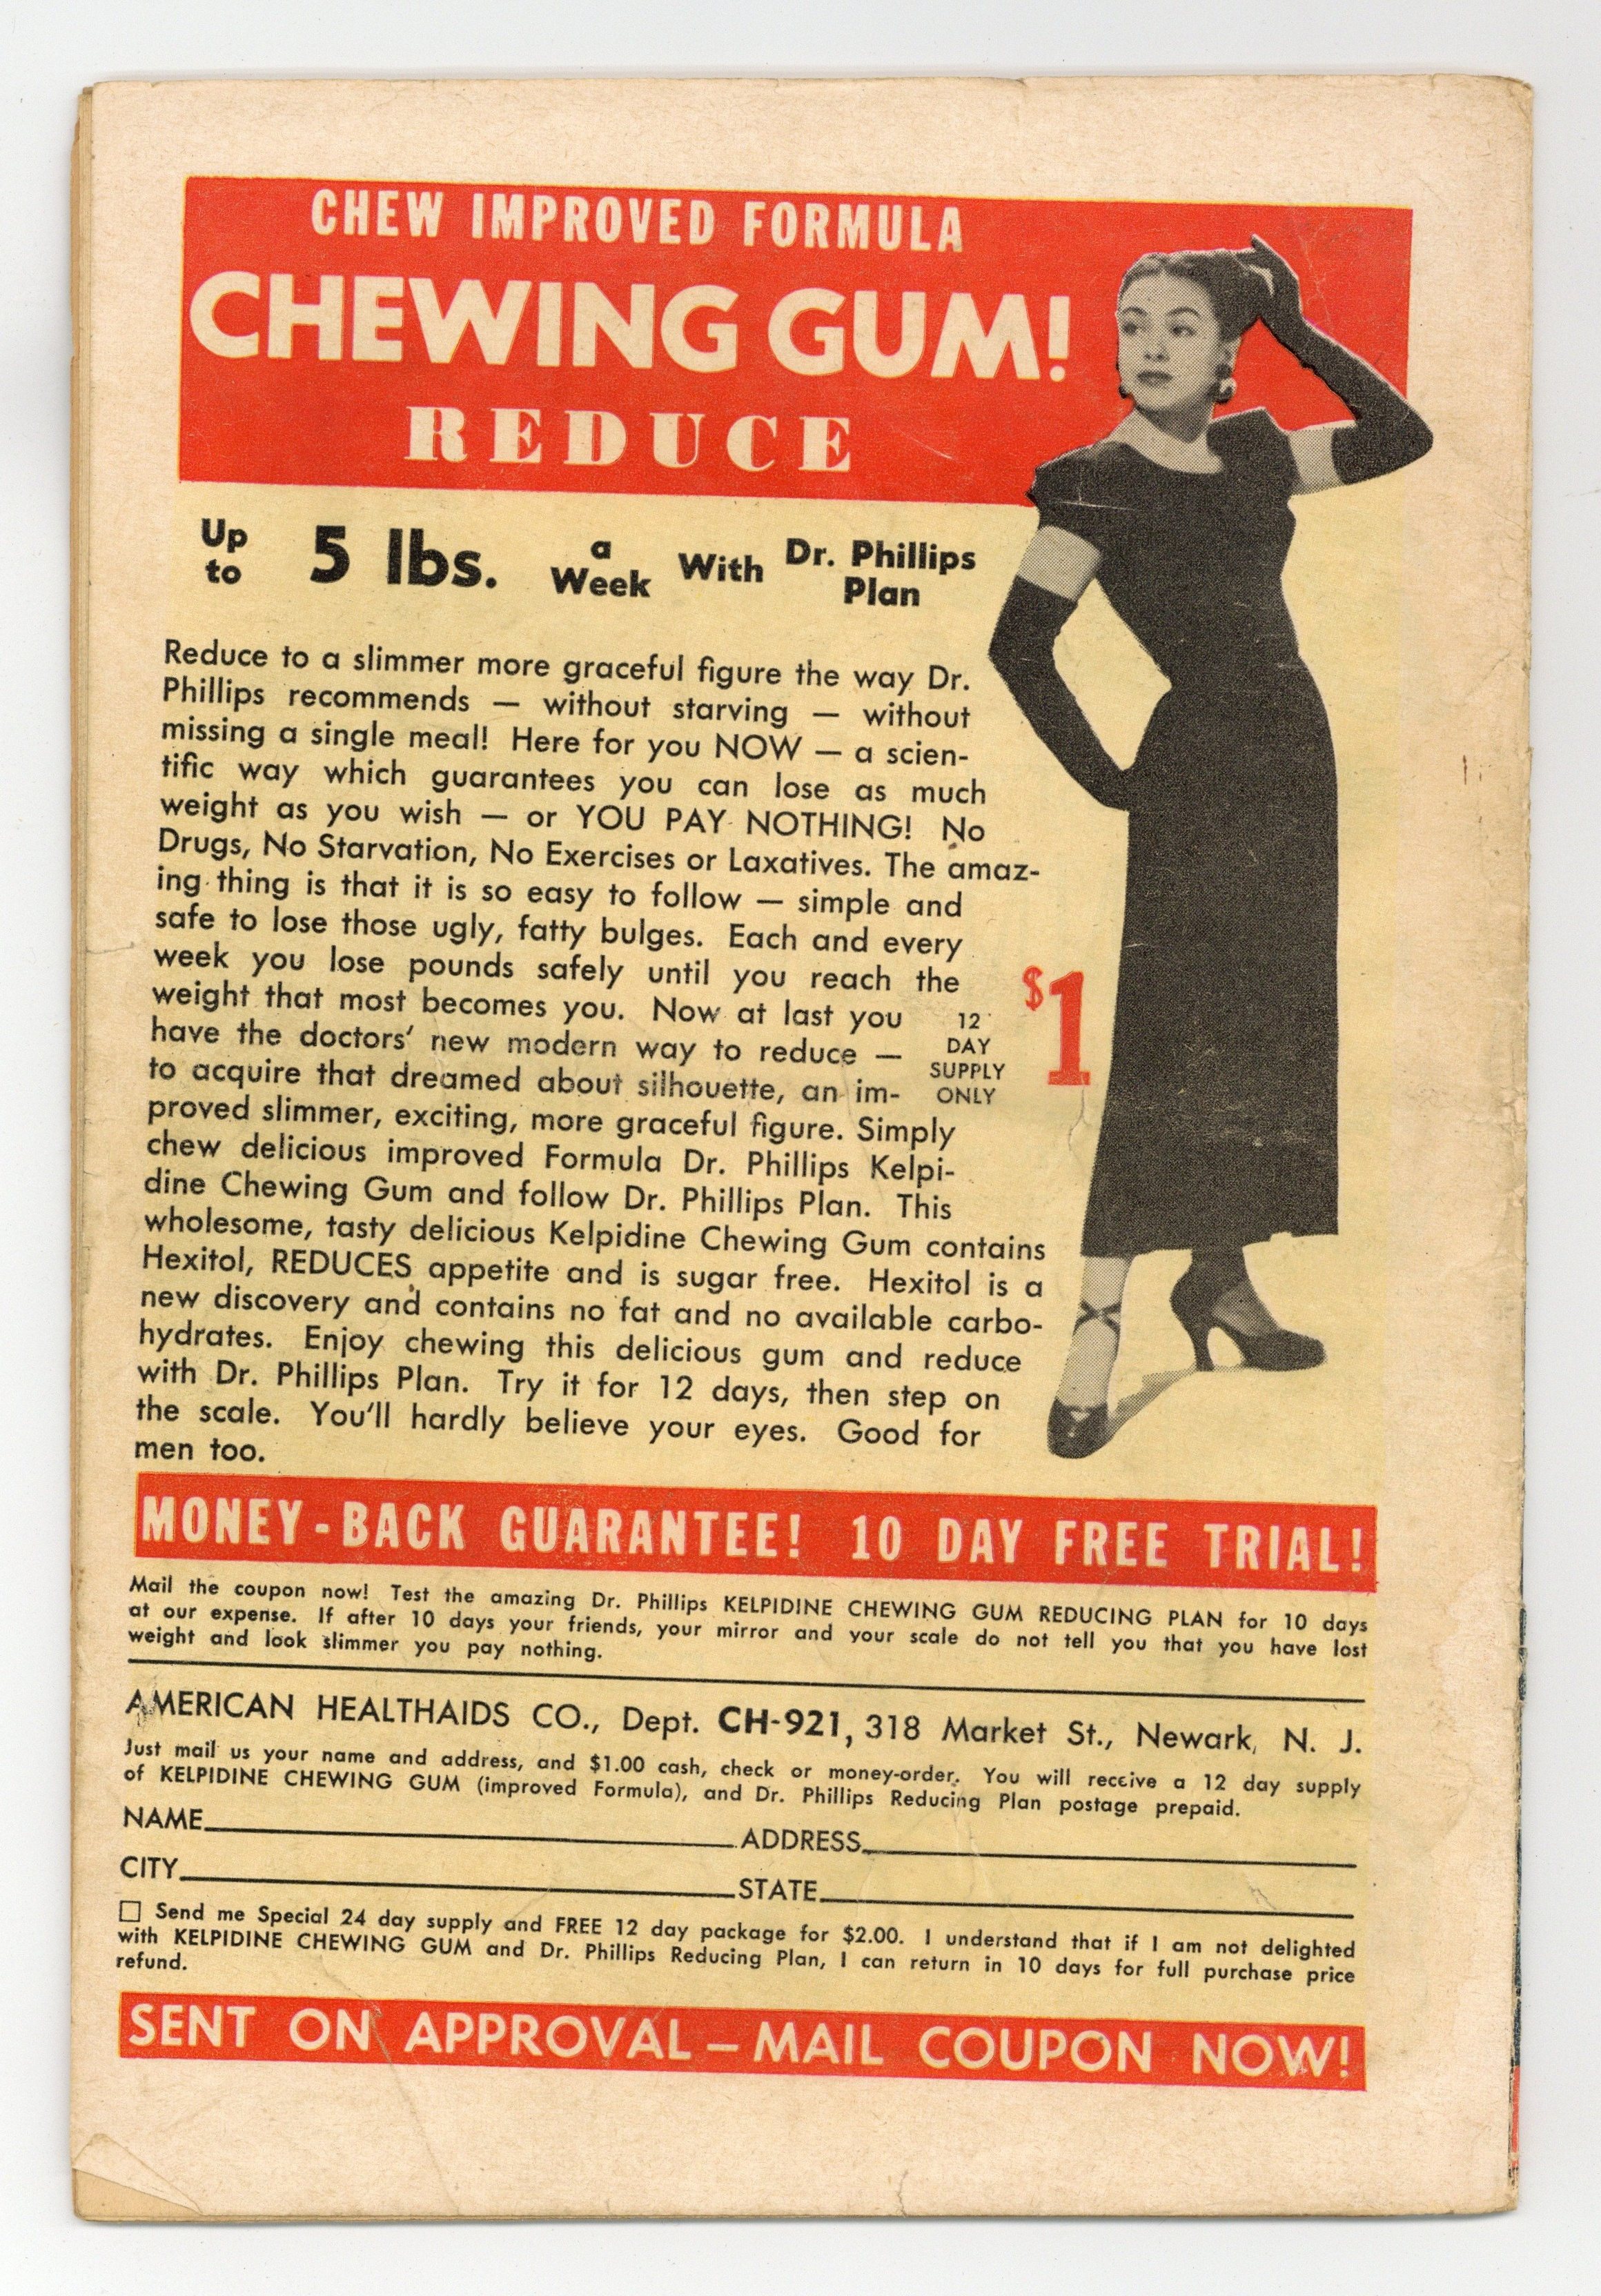 CHEW IMPROVED FORMULA
CHEWING GUM!
REDUCE
Up to 5 lbs. a Week With Dr. Phillips Plan
Reduce to a slimmer more graceful figure the way Dr.
Phillips recommends — without starving — without
missing a single meal! Here for you NOW — a scien-
tific way which guarantees you can lose as much
weight as you wish — or YOU PAY NOTHING! No
Drugs, No Starvation, No Exercises or Laxatives. The amaz-
ing thing is that it is so easy to follow — simple and
safe to lose those ugly, fatty bulges. Each and every
week you lose pounds safely until you reach the
weight that most becomes you. Now at last you
have the doctors' new modern way to reduce —
to acquire that dreamed about silhouette, an im-
proved slimmer, exciting, more graceful figure. Simply
chew delicious improved Formula Dr. Phillips Kelpi-
dine Chewing Gum and follow Dr. Phillips Plan. This
wholesome, tasty delicious Kelpidine Chewing Gum contains
Hexitol, REDUCES appetite and is sugar free. Hexitol is a
new discovery and contains no fat and no available carbo-
hydrates. Enjoy chewing this delicious gum and reduce
with Dr. Phillips Plan. Try it for 12 days, then step on
the scale. You'll hardly believe your eyes. Good for
men too.
12
DAY
SUPPLY
ONLY
$1
MONEY-BACK GUARANTEE! 10 DAY FREE TRIAL!
Mail the coupon now! Test the amazing Dr. Phillips KELPIDINE CHEWING GUM REDUCING PLAN for 10 days
at our expense. If after 10 days your friends, your mirror and your scale do not tell you that you have lost
weight and look slimmer you pay nothing.
AMERICAN HEALTHAIDS CO., Dept. CH-921, 318 Market St., Newark, N. J.
Just mail us your name and address, and $1.00 cash, check or money-order. You will receive a 12 day supply
of KELPIDINE CHEWING GUM (improved Formula), and Dr. Phillips Reducing Plan postage prepaid.
NAME ADDRESS
CITY STATE
☐ Send me Special 24 day supply and FREE 12 day package for $2.00. I understand that if I am not delighted
with KELPIDINE CHEWING GUM and Dr. Phillips Reducing Plan, I can return in 10 days for full purchase price
refund.
SENT ON APPROVAL — MAIL COUPON NOW!